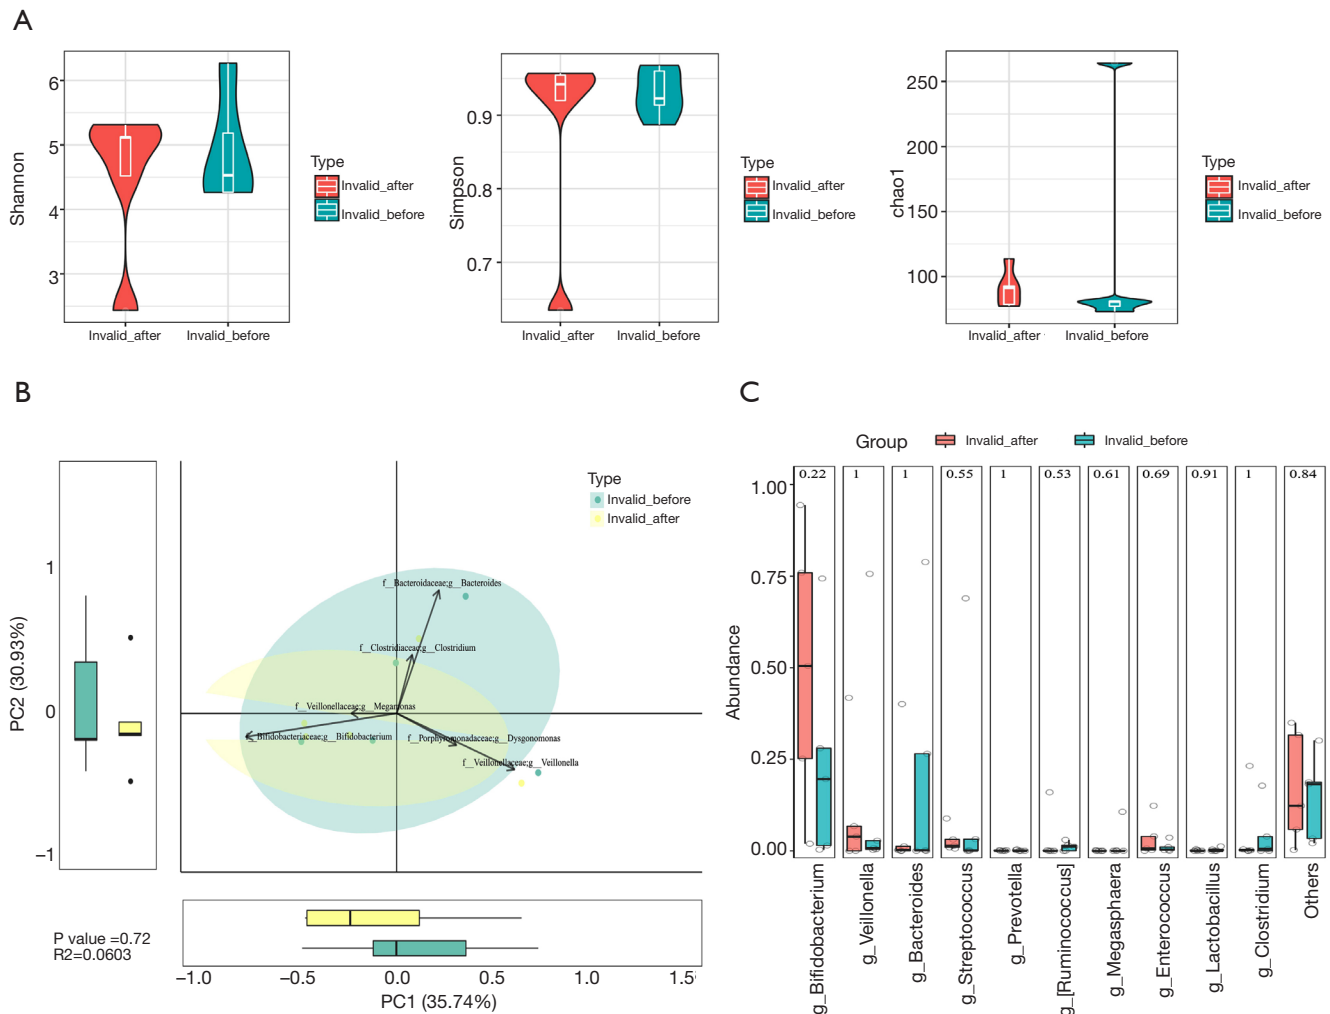 A
Shannon
6
5
4
3
Invalid_after
Invalid_before
Type
Invalid_after
Invalid_before
Simpson
0.9
0.8
0.7
Invalid_after
Invalid_before
Type
Invalid_after
Invalid_before
chao1
250
200
150
100
Invalid_after
Invalid_before
Type
Invalid_after
Invalid_before
B
PC2 (30.93%)
1
0
−1
Type
Invalid_before
Invalid_after
f__Bacteroidaceae;g__Bacteroides
f__Clostridiaceae;g__Clostridium
f__Veillonellaceae;g__Megamonas
f__Bifidobacteriaceae;g__Bifidobacterium
f__Porphyromonadaceae;g__Dysgonomonas
f__Veillonellaceae;g__Veillonella
P value =0.72
R2=0.0603
−1.0
−0.5
0.0
0.5
1.0
1.5
PC1 (35.74%)
C
Group
Invalid_after
Invalid_before
0.22
1
1
0.55
1
0.53
0.61
0.69
0.91
1
0.84
Abundance
1.00
0.75
0.50
0.25
0.00
g_Bifidobacterium
g_Veillonella
g_Bacteroides
g_Streptococcus
g_Prevotella
g_[Ruminococcus]
g_Megasphaera
g_Enterococcus
g_Lactobacillus
g_Clostridium
Others